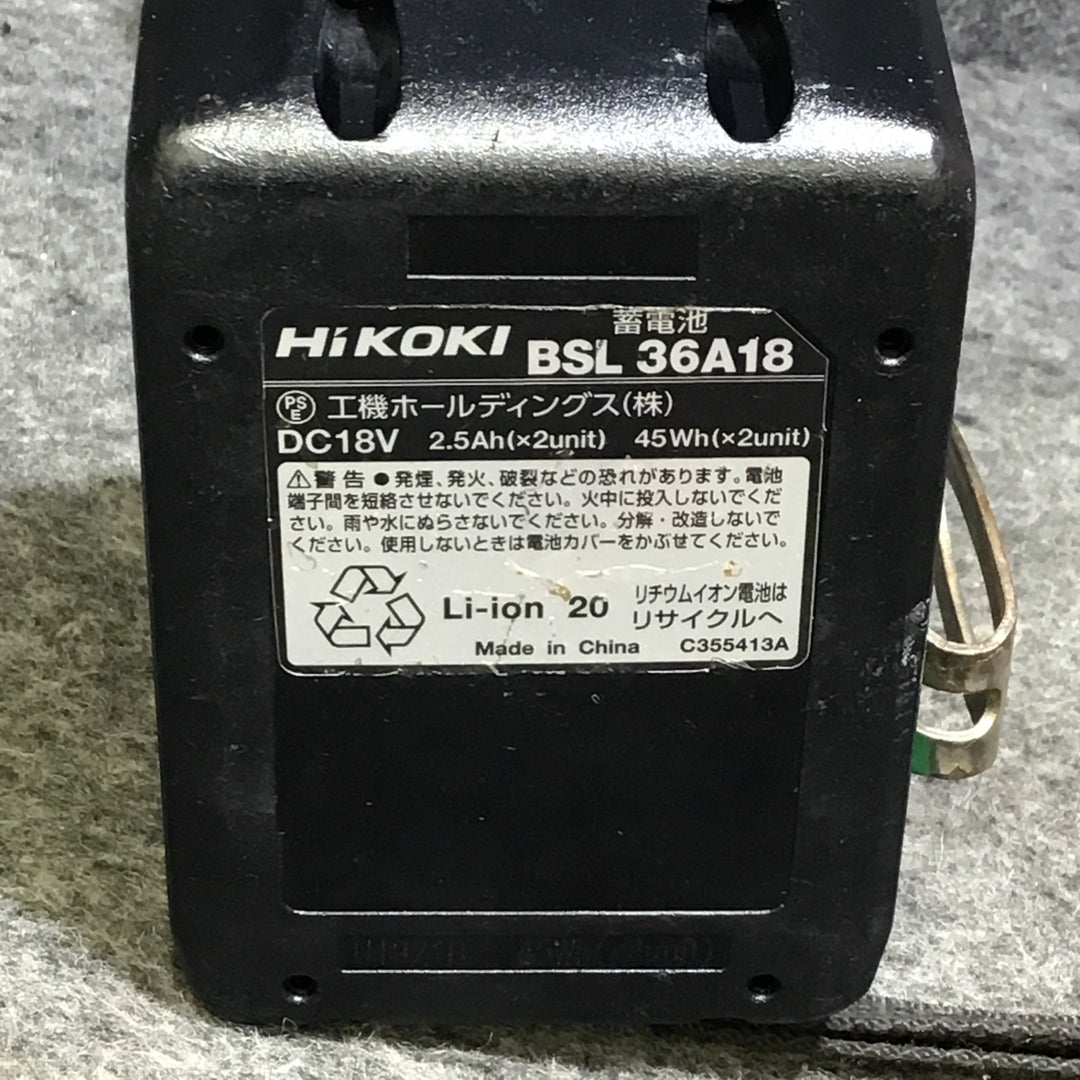 HiKOKI 蓄電池
BSL 36A18
PSE 工機ホールディングス(株)
DC18V 2.5Ah(×2unit) 45Wh(×2unit)
⚠警告 ●発煙、発火、破裂などの恐れがあります。電池
端子間を短絡させないでください。火中に投入しないでくだ
さい。雨や水にぬらさないでください。分解・改造しないで
ください。使用しないときは電池カバーをかぶせてください。
Li-ion 20 リチウムイオン電池は
リサイクルへ
Made in China C355413A